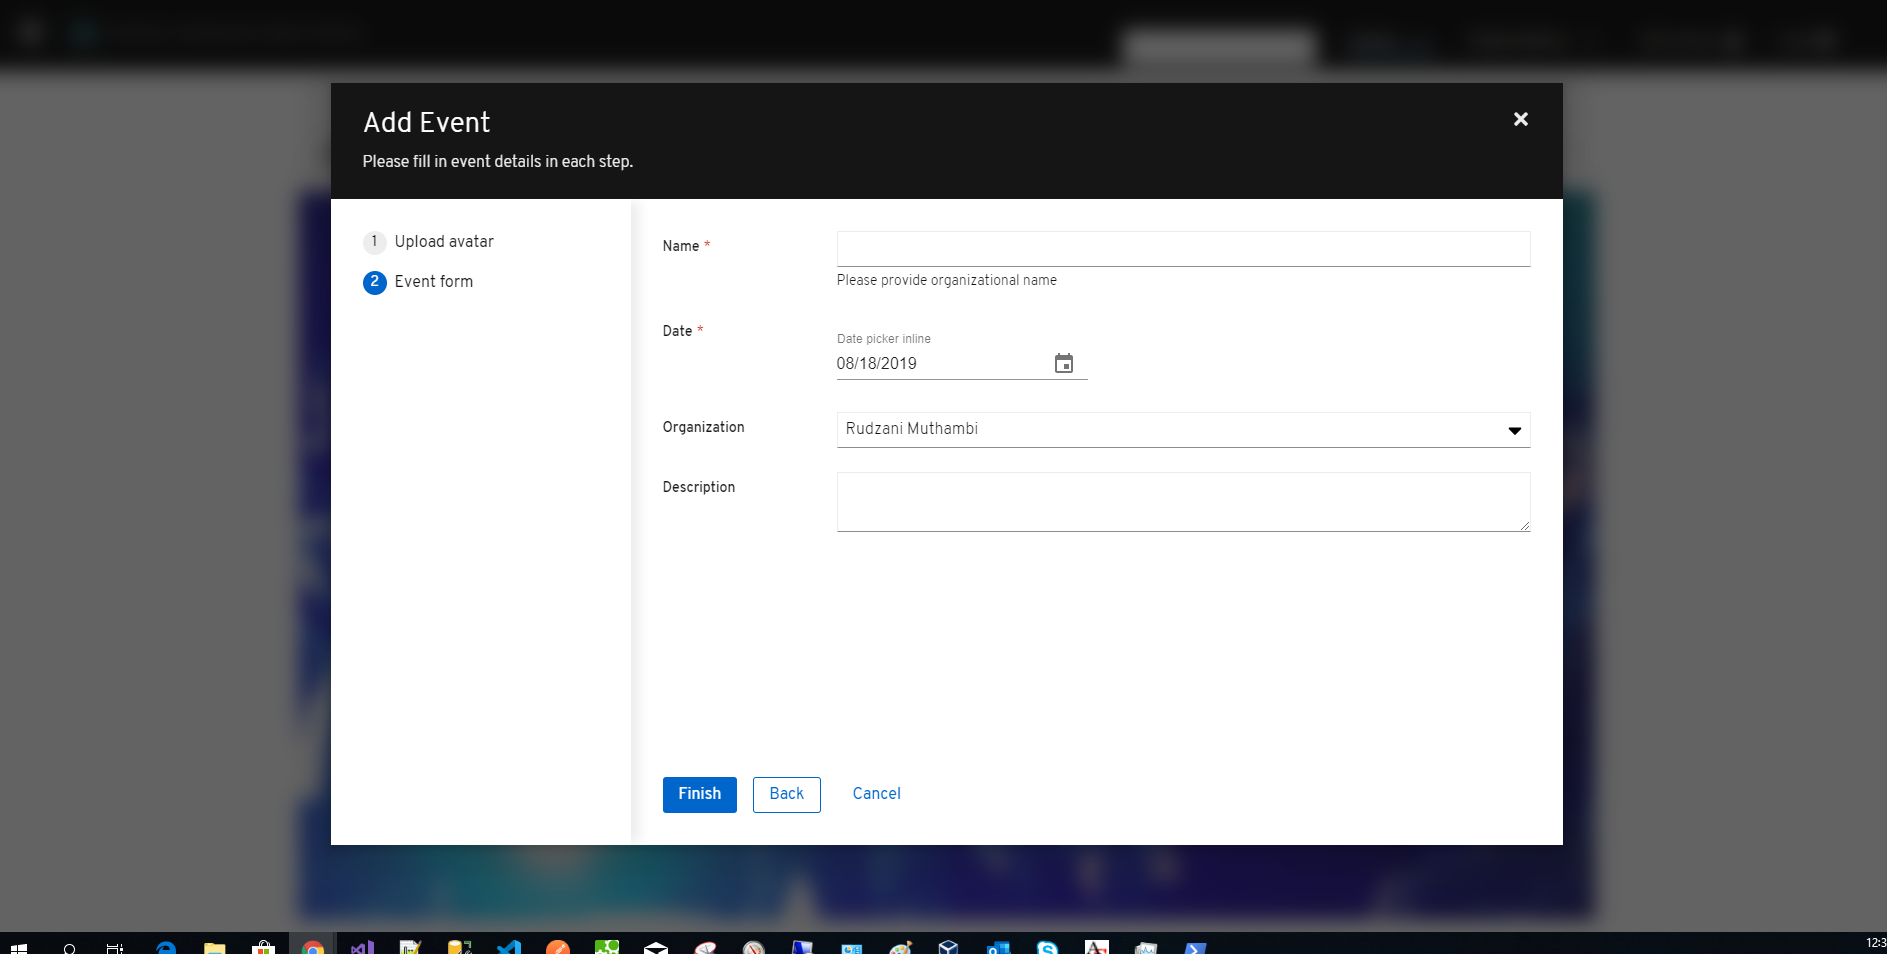 Add Event
Please fill in event details in each step.
1 Upload avatar
2 Event form
Name *
Please provide organizational name
Date *
Date picker inline
08/18/2019
Organization
Rudzani Muthambi
Description
Finish Back Cancel
12:3